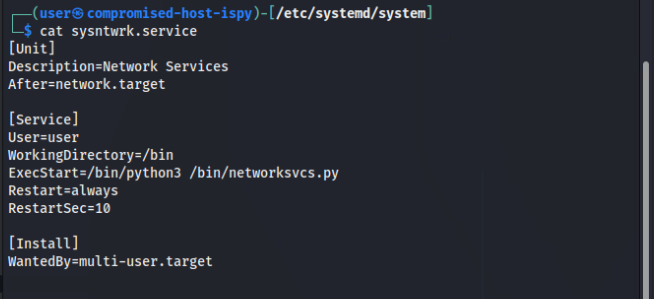 ┌──(user㉿compromised-host-ispy)-[/etc/systemd/system]
└─$ cat sysntwrk.service
[Unit]
Description=Network Services
After=network.target

[Service]
User=user
WorkingDirectory=/bin
ExecStart=/bin/python3 /bin/networksvcs.py
Restart=always
RestartSec=10

[Install]
WantedBy=multi-user.target